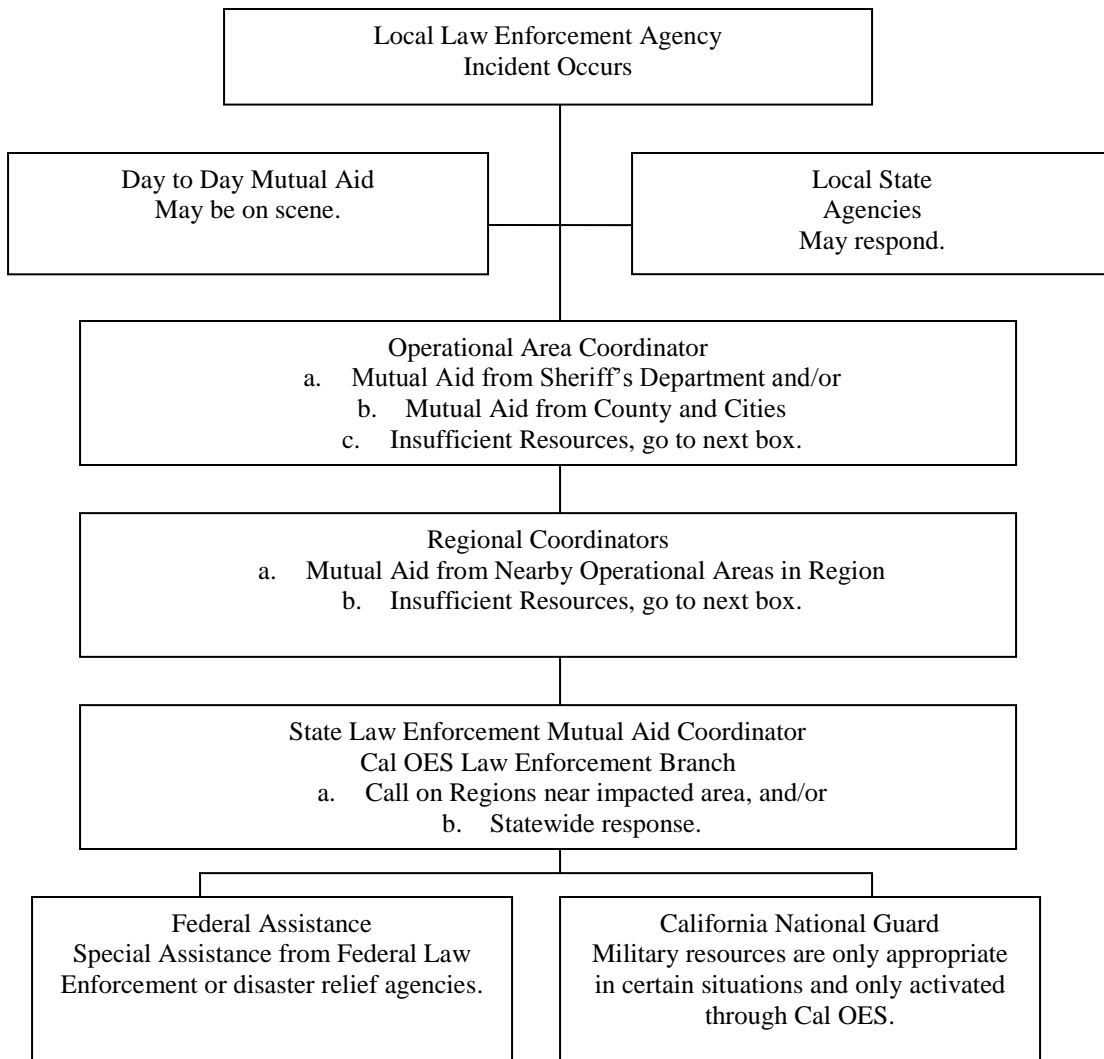 Local Law Enforcement Agency
Incident Occurs
Day to Day Mutual Aid
May be on scene.
Local State
Agencies
May respond.
Operational Area Coordinator
a. Mutual Aid from Sheriff’s Department and/or
b. Mutual Aid from County and Cities
c. Insufficient Resources, go to next box.
Regional Coordinators
a. Mutual Aid from Nearby Operational Areas in Region
b. Insufficient Resources, go to next box.
State Law Enforcement Mutual Aid Coordinator
Cal OES Law Enforcement Branch
a. Call on Regions near impacted area, and/or
b. Statewide response.
Federal Assistance
Special Assistance from Federal Law
Enforcement or disaster relief agencies.
California National Guard
Military resources are only appropriate
in certain situations and only activated
through Cal OES.